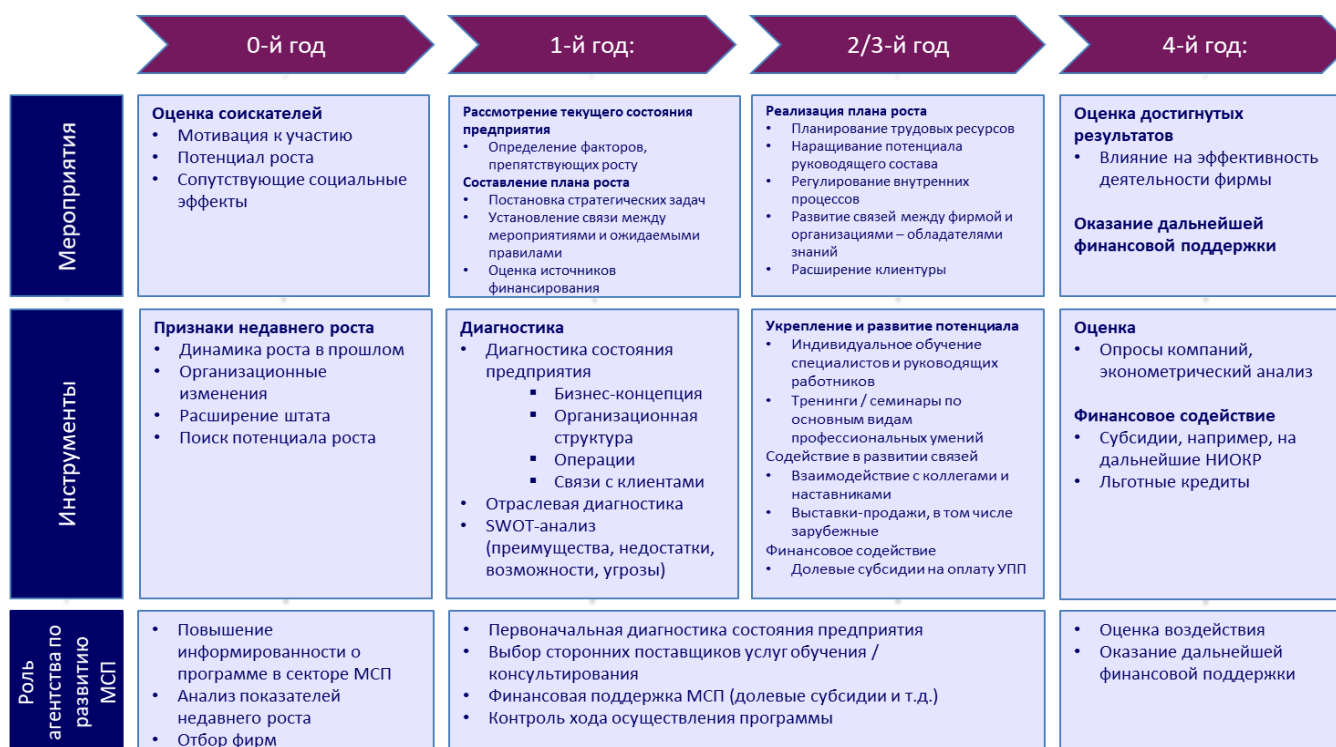 0-й год
1-й год:
2/3-й год
4-й год:
Мероприятия
Оценка соискателей
• Мотивация к участию
• Потенциал роста
• Сопутствующие социальные
эффекты
Рассмотрение текущего состояния
предприятия
• Определение факторов,
препятствующих росту
Составление плана роста
• Постановка стратегических задач
• Установление связи между
мероприятиями и ожидаемыми
правилами
• Оценка источников
финансирования
Реализация плана роста
• Планирование трудовых ресурсов
• Наращивание потенциала
руководящего состава
• Регулирование внутренних
процессов
• Развитие связей между фирмой и
организациями – обладателями
знаний
• Расширение клиентуры
Оценка достигнутых
результатов
• Влияние на эффективность
деятельности фирмы
Оказание дальнейшей
финансовой поддержки
Инструменты
Признаки недавнего роста
• Динамика роста в прошлом
• Организационные
изменения
• Расширение штата
• Поиск потенциала роста
Диагностика
• Диагностика состояния
предприятия
▪ Бизнес-концепция
▪ Организационная
структура
▪ Операции
▪ Связи с клиентами
• Отраслевая диагностика
• SWOT-анализ
(преимущества, недостатки,
возможности, угрозы)
Укрепление и развитие потенциала
• Индивидуальное обучение
специалистов и руководящих
работников
• Тренинги / семинары по
основным видам
профессиональных умений
Содействие в развитии связей
• Взаимодействие с коллегами и
наставниками
• Выставки-продажи, в том числе
зарубежные
Финансовое содействие
• Долевые субсидии на оплату УПП
Оценка
• Опросы компаний,
эконометрический анализ
Финансовое содействие
• Субсидии, например, на
дальнейшие НИОКР
• Льготные кредиты
Роль
агентства по
развитию
МСП
• Повышение
информированности о
программе в секторе МСП
• Анализ показателей
недавнего роста
• Отбор фирм
• Первоначальная диагностика состояния предприятия
• Выбор сторонних поставщиков услуг обучения /
консультирования
• Финансовая поддержка МСП (долевые субсидии и т.д.)
• Контроль хода осуществления программы
• Оценка воздействия
• Оказание дальнейшей
финансовой поддержки